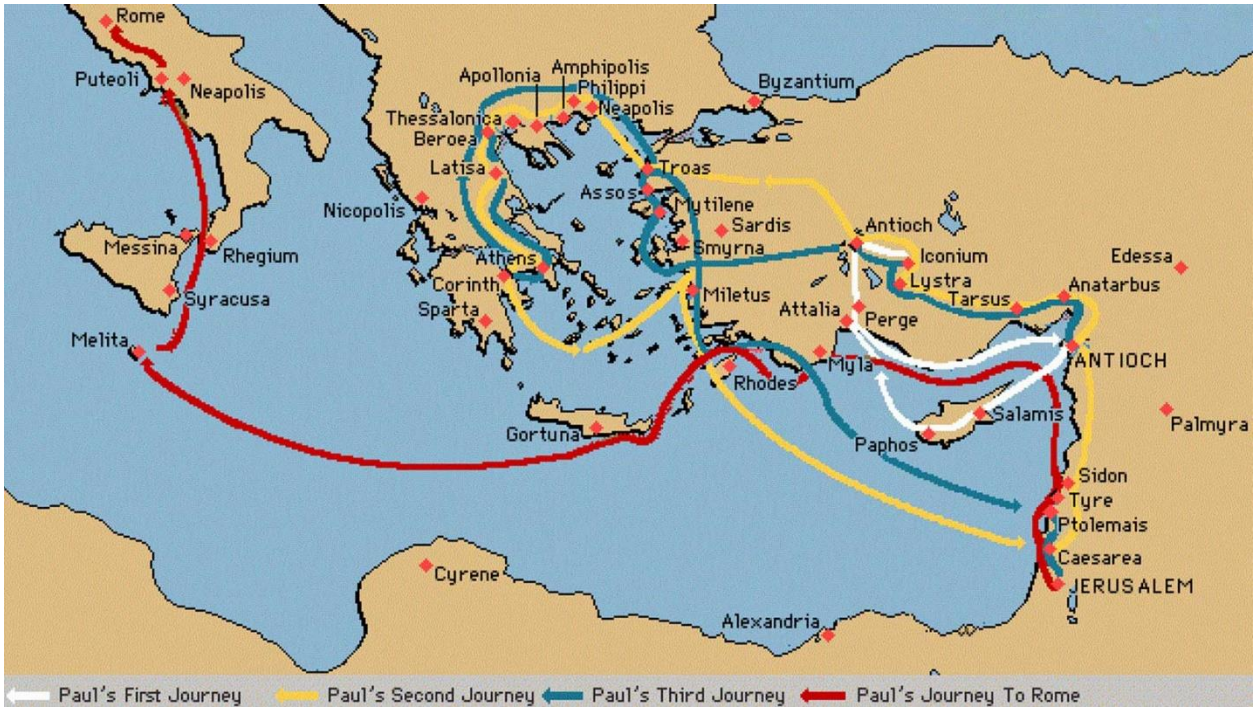 Rome
Puteoli
Neapolis
Messina
Rhegium
Syracusa
Melita
Apollonia
Amphipolis
Philippi
Neapolis
Byzantium
Thessalonica
Beroea
Latisa
Nicopolis
Athens
Corinth
Sparta
Gortuna
Troas
Assos
Mytilene
Sardis
Smyrna
Miletus
Rhodes
Antioch
Iconium
Lystra
Tarsus
Anatarbus
Edessa
Attalia
Perge
Myla
ANTIOCH
Salamis
Paphos
Palmyra
Sidon
Tyre
Ptolemais
Caesarea
JERUSALEM
Cyrene
Alexandria
Paul's First Journey
Paul's Second Journey
Paul's Third Journey
Paul's Journey To Rome